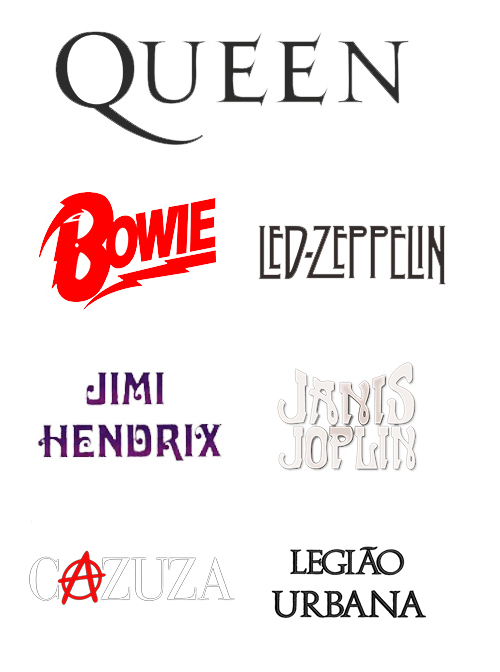 QUEEN
BOWIE
LED-ZEPPELIN
JIMI
HENDRIX
JANIS
JOPLIN
CAZUZA
LEGIÃO
URBANA